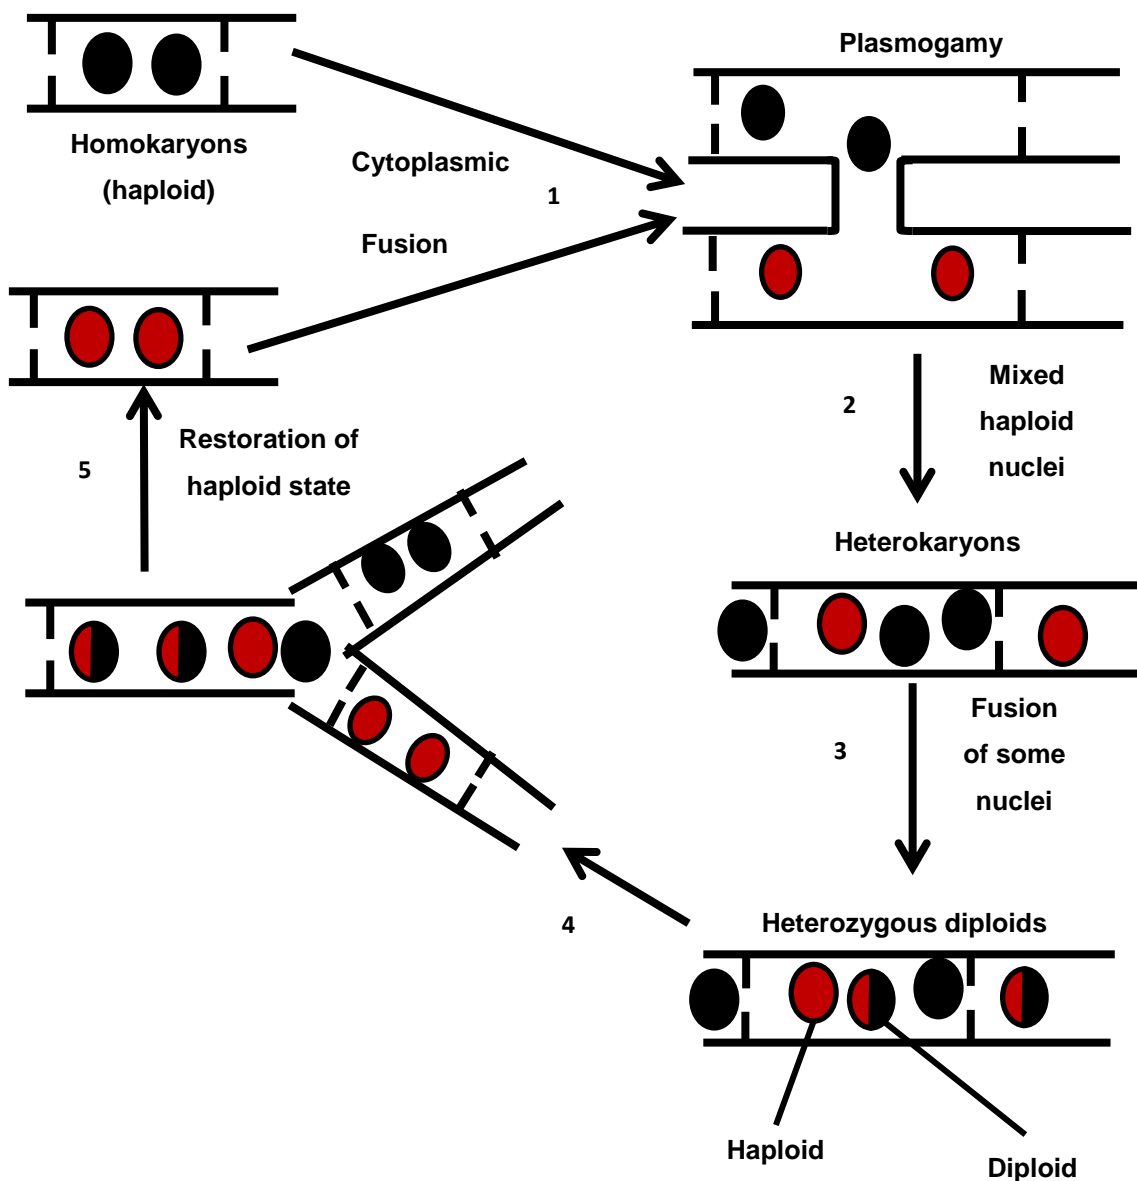 Plasmogamy
Homokaryons
(haploid)
Cytoplasmic
1
Fusion
2
Mixed
haploid
nuclei
5
Restoration of
haploid state
Heterokaryons
3
Fusion
of some
nuclei
4
Heterozygous diploids
Haploid
Diploid